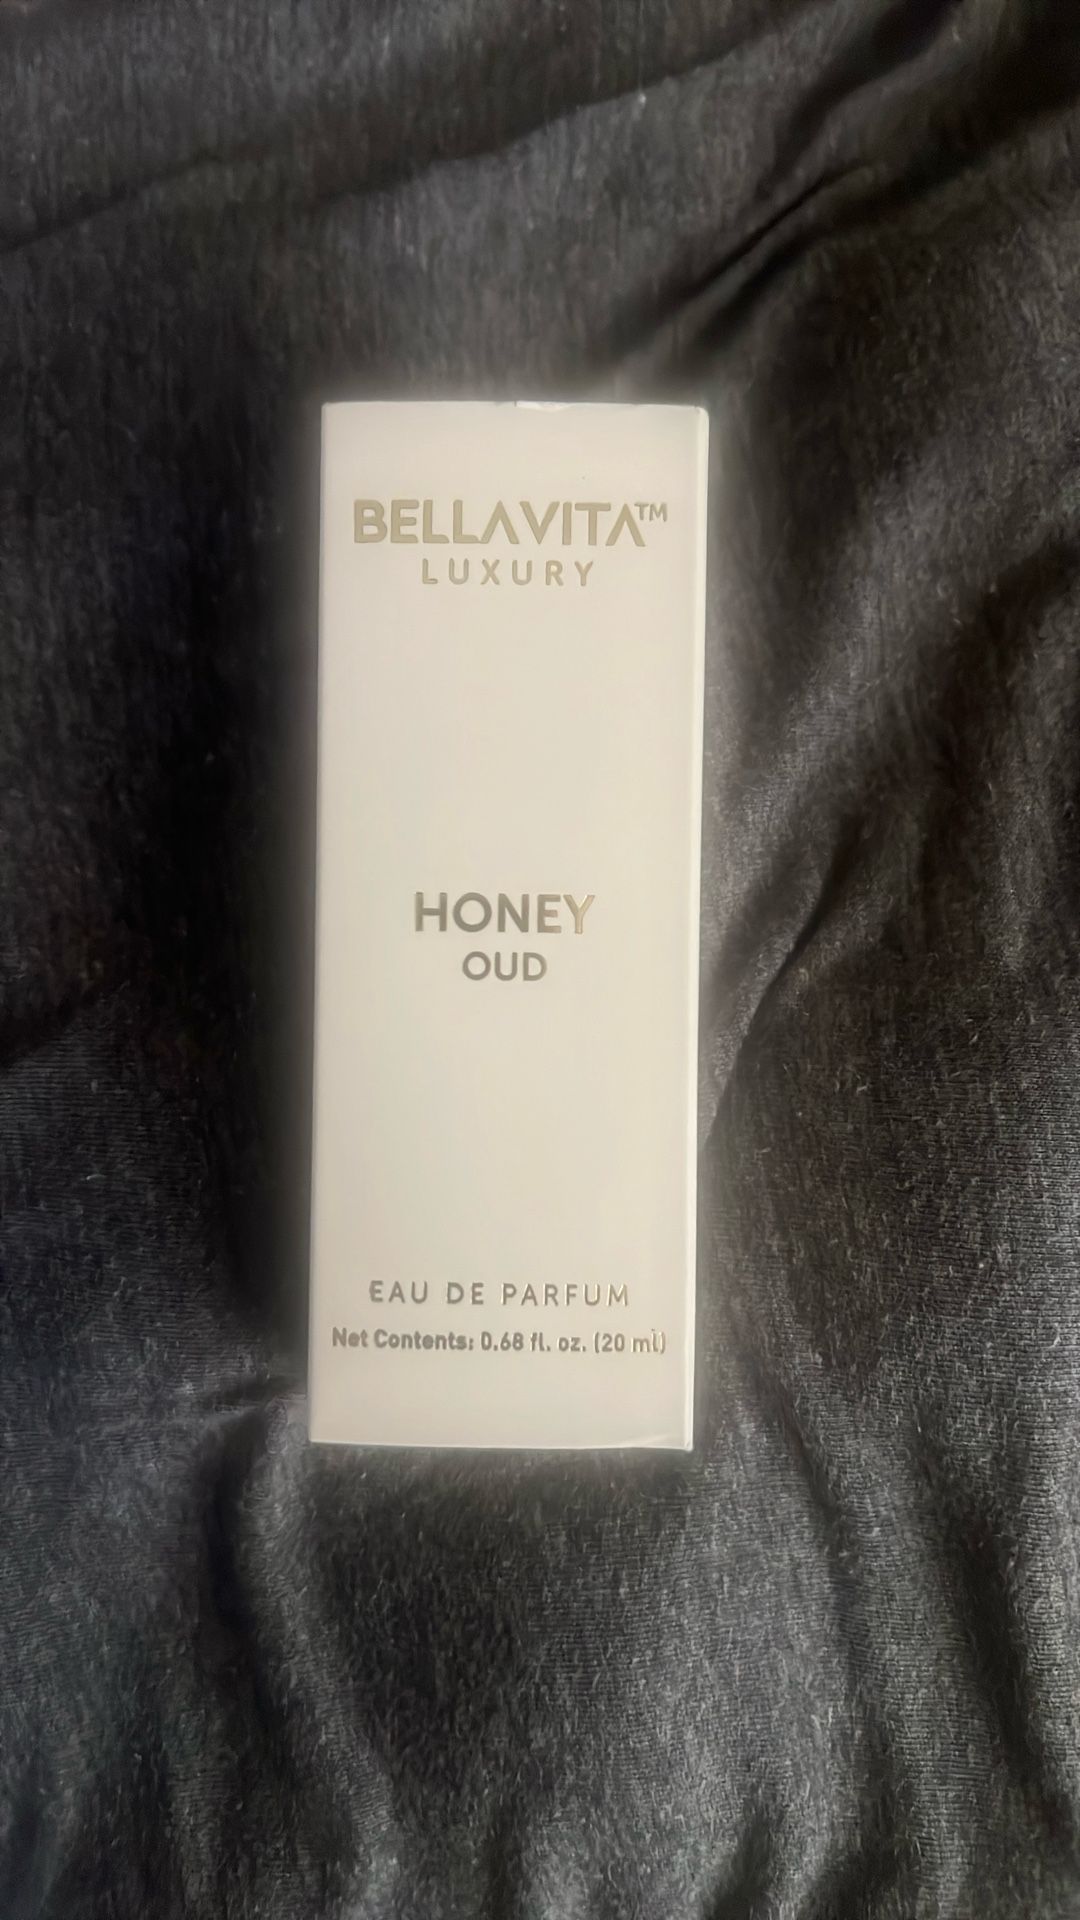 BELLAVITA™
LUXURY
HONEY
OUD
EAU DE PARFUM
Net Contents: 0.68 fl. oz. (20 ml)